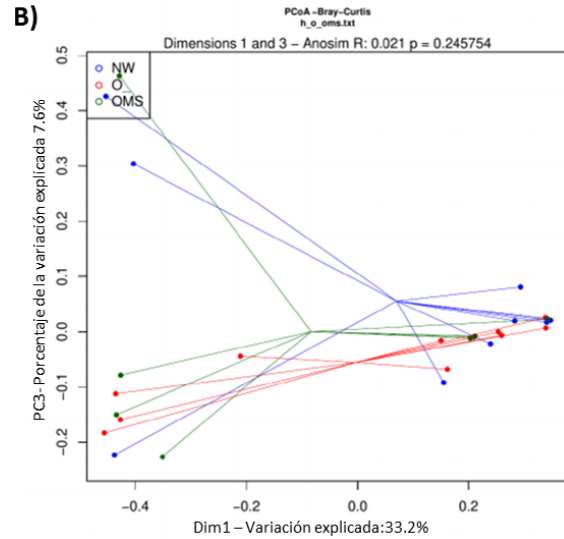 B)
PCoA -Bray-Curtis
h_o_oms.txt
Dimensions 1 and 3 – Anosim R: 0.021 p = 0.245754
NW
O_
OMS
PC3- Porcentaje de la variación explicada 7.6%
0.5
0.4
0.3
0.2
0.1
0.0
−0.1
−0.2
−0.4
−0.2
0.0
0.2
Dim1 – Variación explicada:33.2%